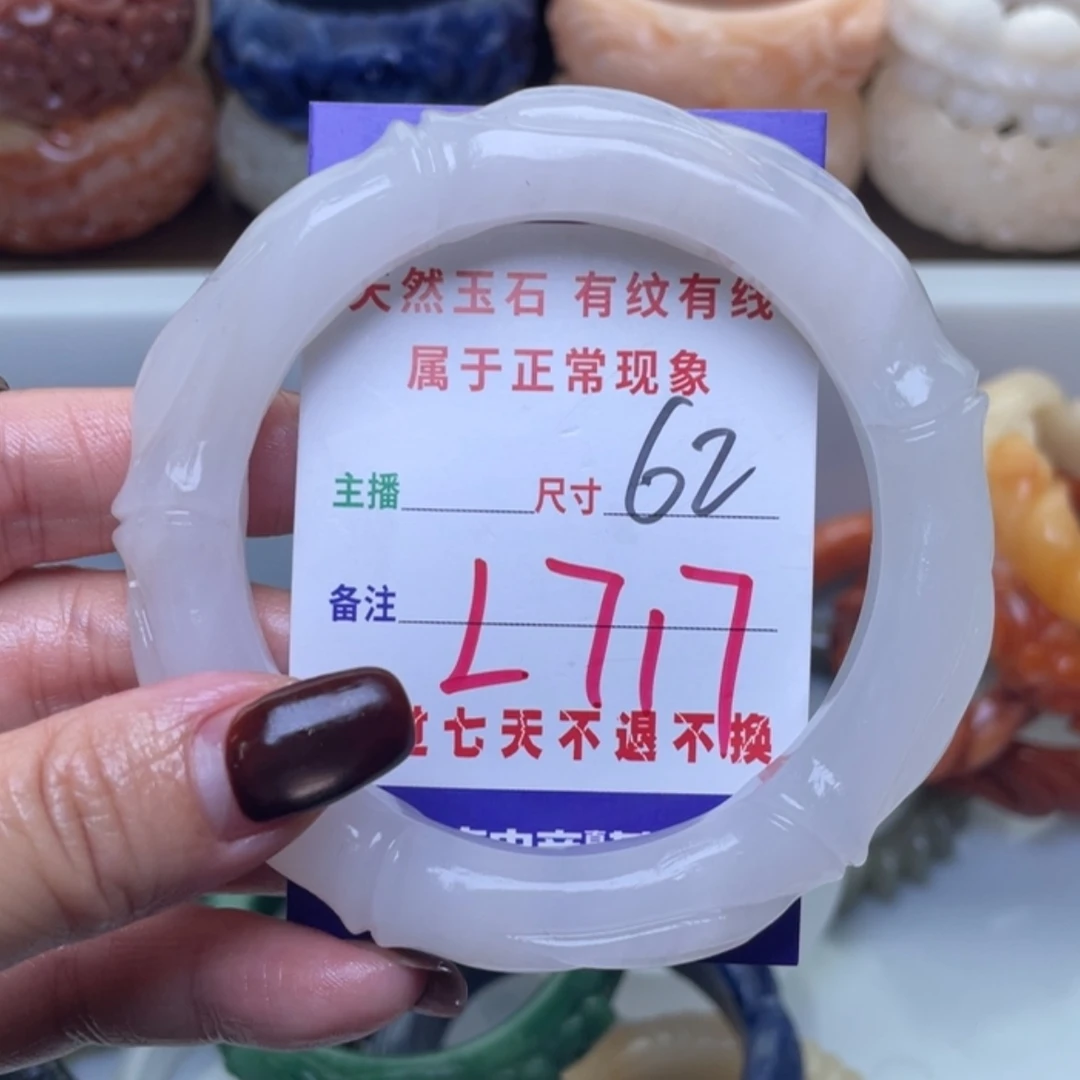 天然玉石 有纹有线
属于正常现象
主播 尺寸 62
备注 L717
过七天不退不换